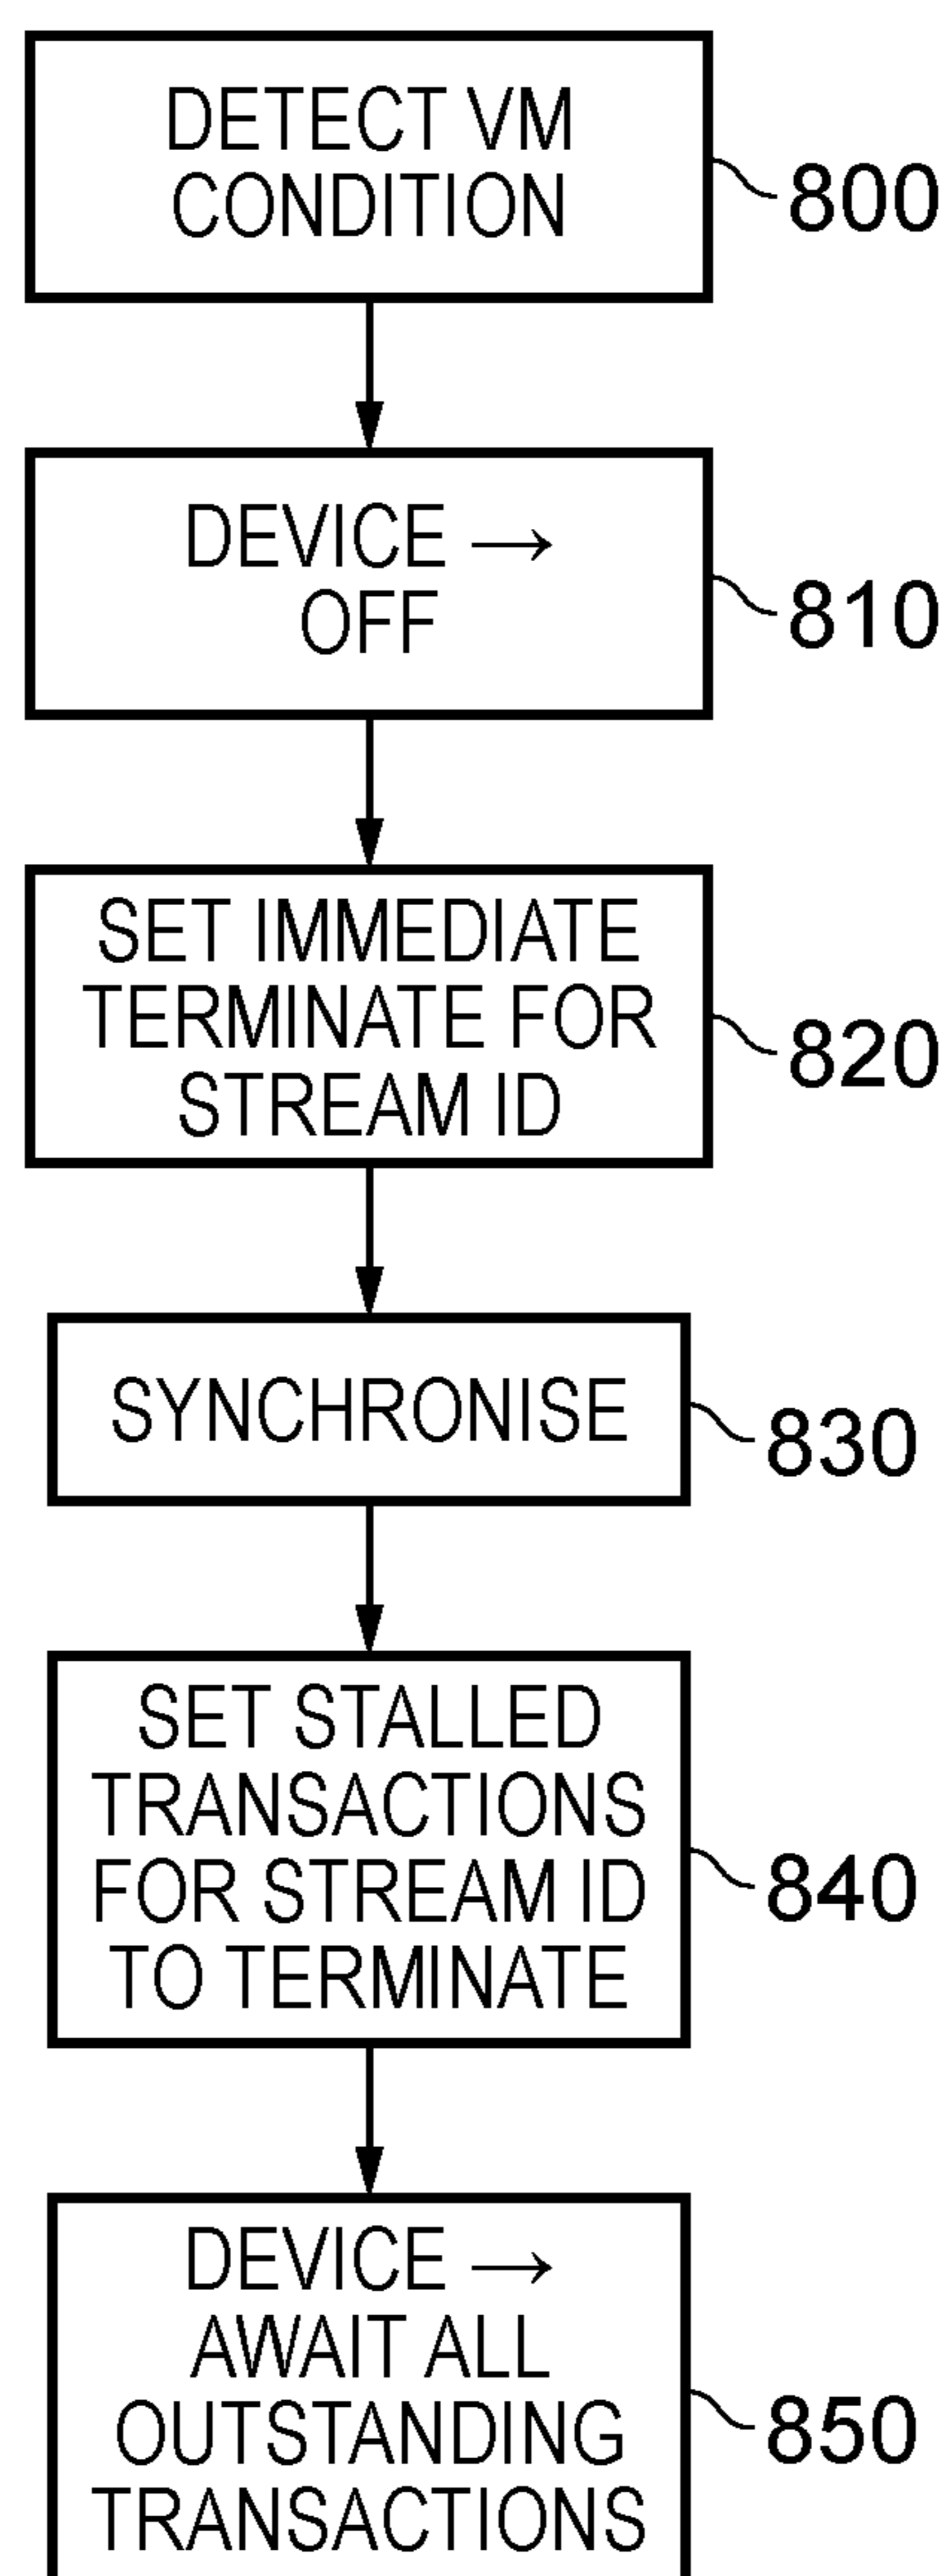 DETECT VM
CONDITION
800
DEVICE →
OFF
810
SET IMMEDIATE
TERMINATE FOR
STREAM ID
820
SYNCHRONISE
830
SET STALLED
TRANSACTIONS
FOR STREAM ID
TO TERMINATE
840
DEVICE →
AWAIT ALL
OUTSTANDING
TRANSACTIONS
850